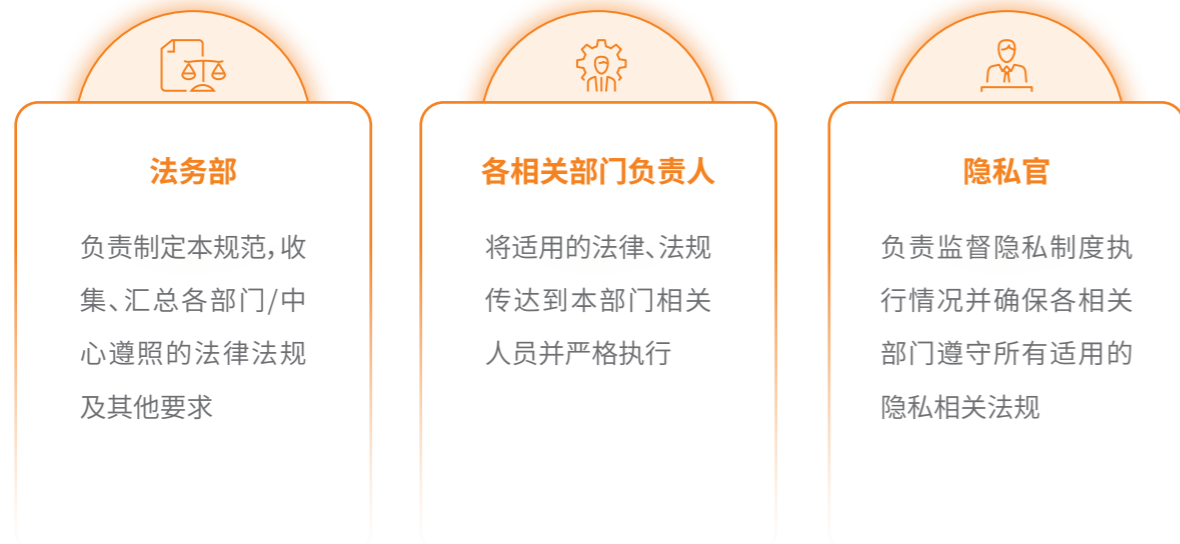 法务部
负责制定本规范，收
集、汇总各部门/中
心遵照的法律法规
及其他要求
各相关部门负责人
将适用的法律、法规
传达到本部门相关
人员并严格执行
隐私官
负责监督隐私制度执
行情况并确保各相关
部门遵守所有适用的
隐私相关法规